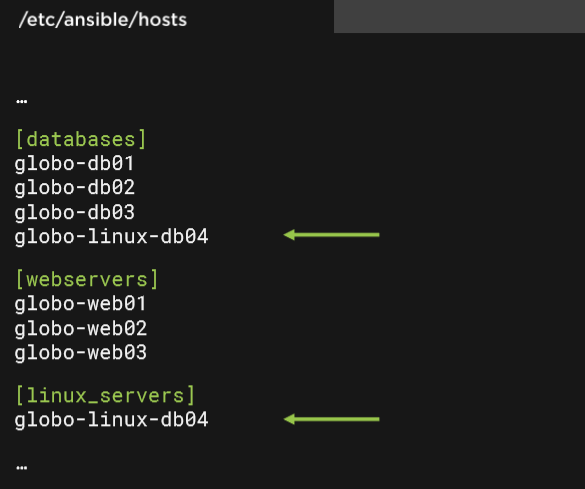 /etc/ansible/hosts
…
[databases]
globo-db01
globo-db02
globo-db03
globo-linux-db04
[webservers]
globo-web01
globo-web02
globo-web03
[linux_servers]
globo-linux-db04
…